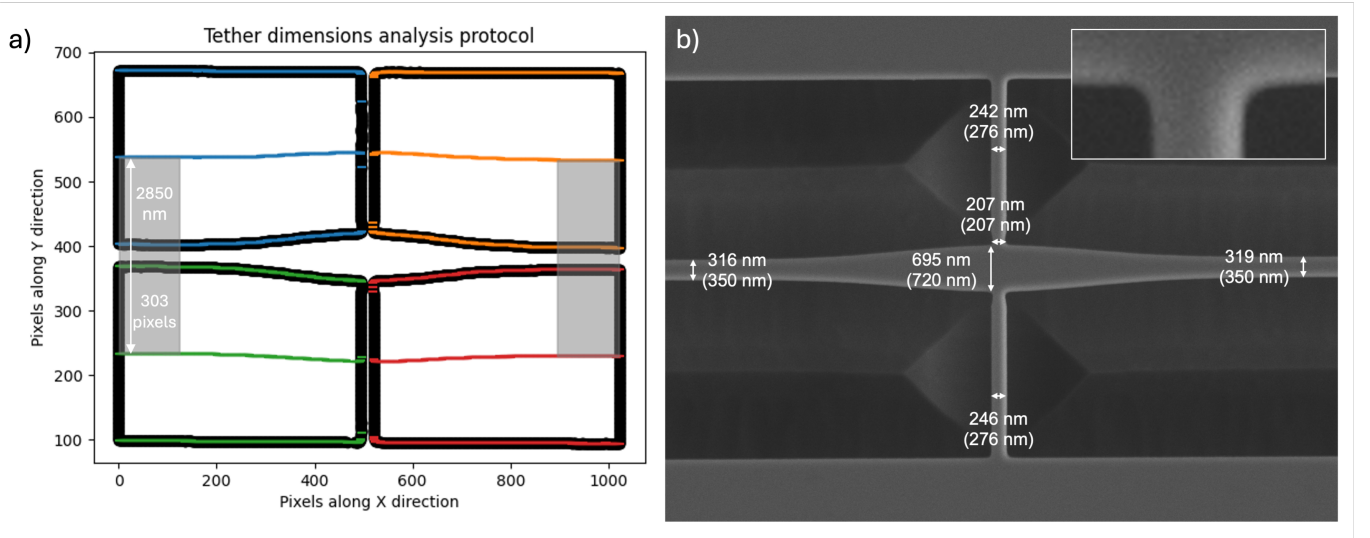 a)
Tether dimensions analysis protocol
700
600
500
400
300
200
100
Pixels along Y direction
2850
nm
303
pixels
0
200
400
600
800
1000
Pixels along X direction
b)
242 nm
(276 nm)
207 nm
(207 nm)
316 nm
(350 nm)
695 nm
(720 nm)
319 nm
(350 nm)
246 nm
(276 nm)